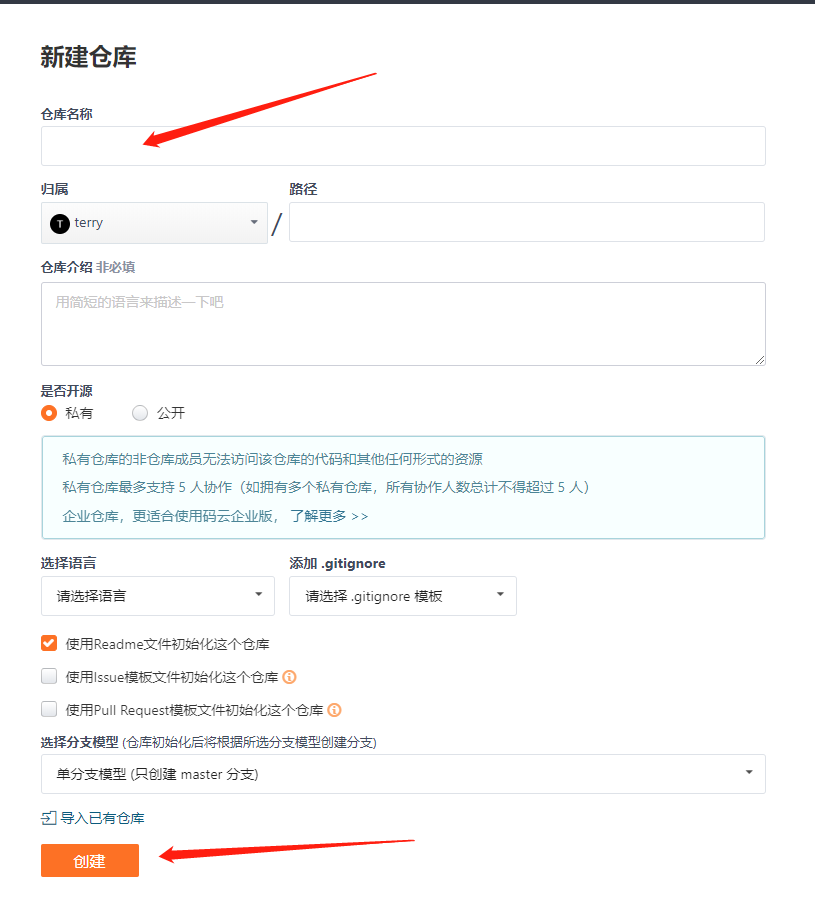 新建仓库
仓库名称
归属 路径
T terry /
仓库介绍 非必填
用简短的语言来描述一下吧
是否开源
私有 公开
私有仓库的非仓库成员无法访问该仓库的代码和其他任何形式的资源
私有仓库最多支持 5 人协作（如拥有多个私有仓库，所有协作人数总计不得超过 5 人）
企业仓库，更适合使用码云企业版， 了解更多 >>
选择语言 添加 .gitignore
请选择语言 请选择 .gitignore 模板
使用Readme文件初始化这个仓库
使用Issue模板文件初始化这个仓库
使用Pull Request模板文件初始化这个仓库
选择分支模型 (仓库初始化后将根据所选分支模型创建分支)
单分支模型 (只创建 master 分支)
导入已有仓库
创建